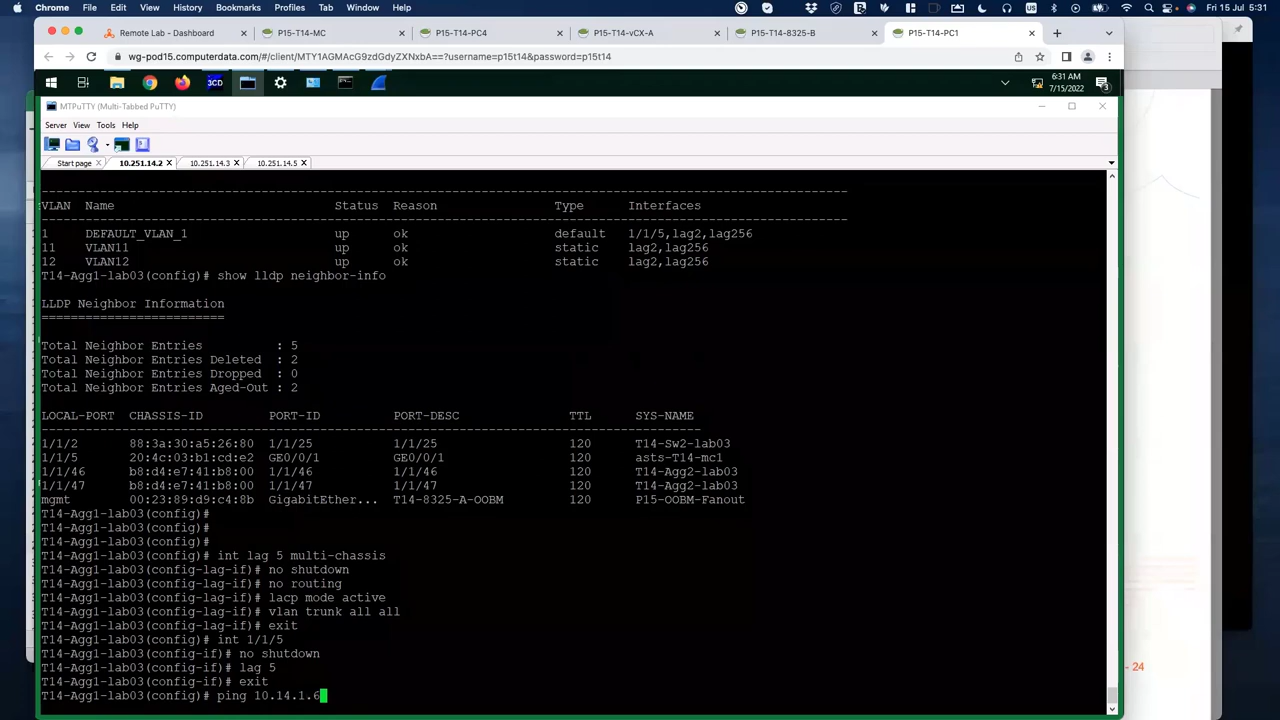 Chrome File Edit View History Bookmarks Profiles Tab Window Help Fri 15 Jul 5:31
Remote Lab - Dashboard P15-T14-MC P15-T14-PC4 P15-T14-vCX-A P15-T14-8325-B P15-T14-PC1
wg-pod15.computerdata.com/#/client/MTY1AGMAcG9zdGdyZXNxbA==?username=p15t14&password=p15t14
6:31 AM
7/15/2022
MTPuTTY (Multi-Tabbed PuTTY)
Server View Tools Help
Start page 10.251.14.2 10.251.14.3 10.251.14.5
VLAN Name Status Reason Type Interfaces
1 DEFAULT_VLAN_1 up ok default 1/1/5,lag2,lag256
11 VLAN11 up ok static lag2,lag256
12 VLAN12 up ok static lag2,lag256
T14-Agg1-lab03(config)# show lldp neighbor-info
LLDP Neighbor Information
=========================
Total Neighbor Entries : 5
Total Neighbor Entries Deleted : 2
Total Neighbor Entries Dropped : 0
Total Neighbor Entries Aged-Out : 2
LOCAL-PORT CHASSIS-ID PORT-ID PORT-DESC TTL SYS-NAME
1/1/2 88:3a:30:a5:26:80 1/1/25 1/1/25 120 T14-Sw2-lab03
1/1/5 20:4c:03:b1:cd:e2 GE0/0/1 GE0/0/1 120 asts-T14-mc1
1/1/46 b8:d4:e7:41:b8:00 1/1/46 1/1/46 120 T14-Agg2-lab03
1/1/47 b8:d4:e7:41:b8:00 1/1/47 1/1/47 120 T14-Agg2-lab03
mgmt 00:23:89:d9:c4:8b GigabitEther... T14-8325-A-OOBM 120 P15-OOBM-Fanout
T14-Agg1-lab03(config)#
T14-Agg1-lab03(config)#
T14-Agg1-lab03(config)#
T14-Agg1-lab03(config)# int lag 5 multi-chassis
T14-Agg1-lab03(config-lag-if)# no shutdown
T14-Agg1-lab03(config-lag-if)# no routing
T14-Agg1-lab03(config-lag-if)# lacp mode active
T14-Agg1-lab03(config-lag-if)# vlan trunk all all
T14-Agg1-lab03(config-lag-if)# exit
T14-Agg1-lab03(config)# int 1/1/5
T14-Agg1-lab03(config-if)# no shutdown
T14-Agg1-lab03(config-if)# lag 5
T14-Agg1-lab03(config-if)# exit
T14-Agg1-lab03(config)# ping 10.14.1.6
- 24